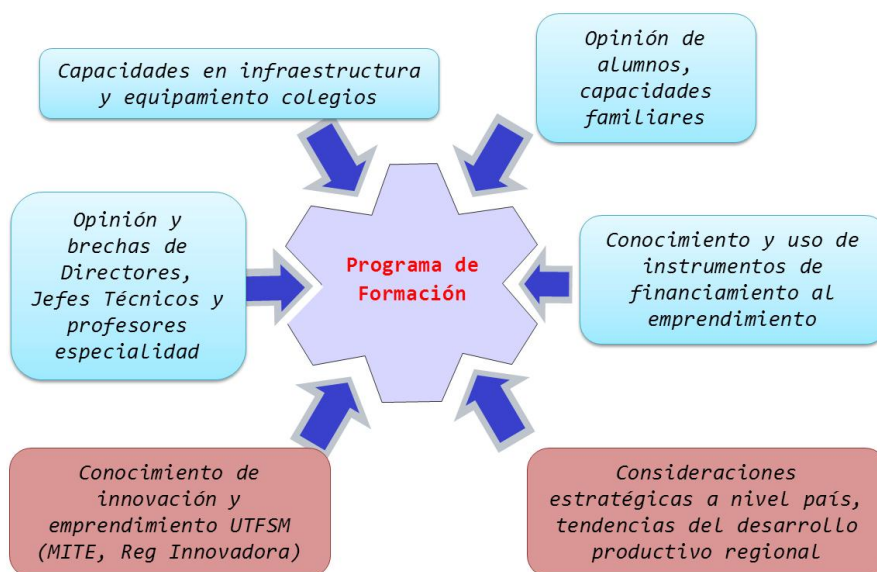 Capacidades en infraestructura
y equipamiento colegios
Opinión de
alumnos,
capacidades
familiares
Opinión y
brechas de
Directores,
Jefes Técnicos y
profesores
especialidad
Programa de
Formación
Conocimiento y uso de
instrumentos de
financiamiento al
emprendimiento
Conocimiento de
innovación y
emprendimiento UTFSM
(MITE, Reg Innovadora)
Consideraciones
estratégicas a nivel país,
tendencias del desarrollo
productivo regional